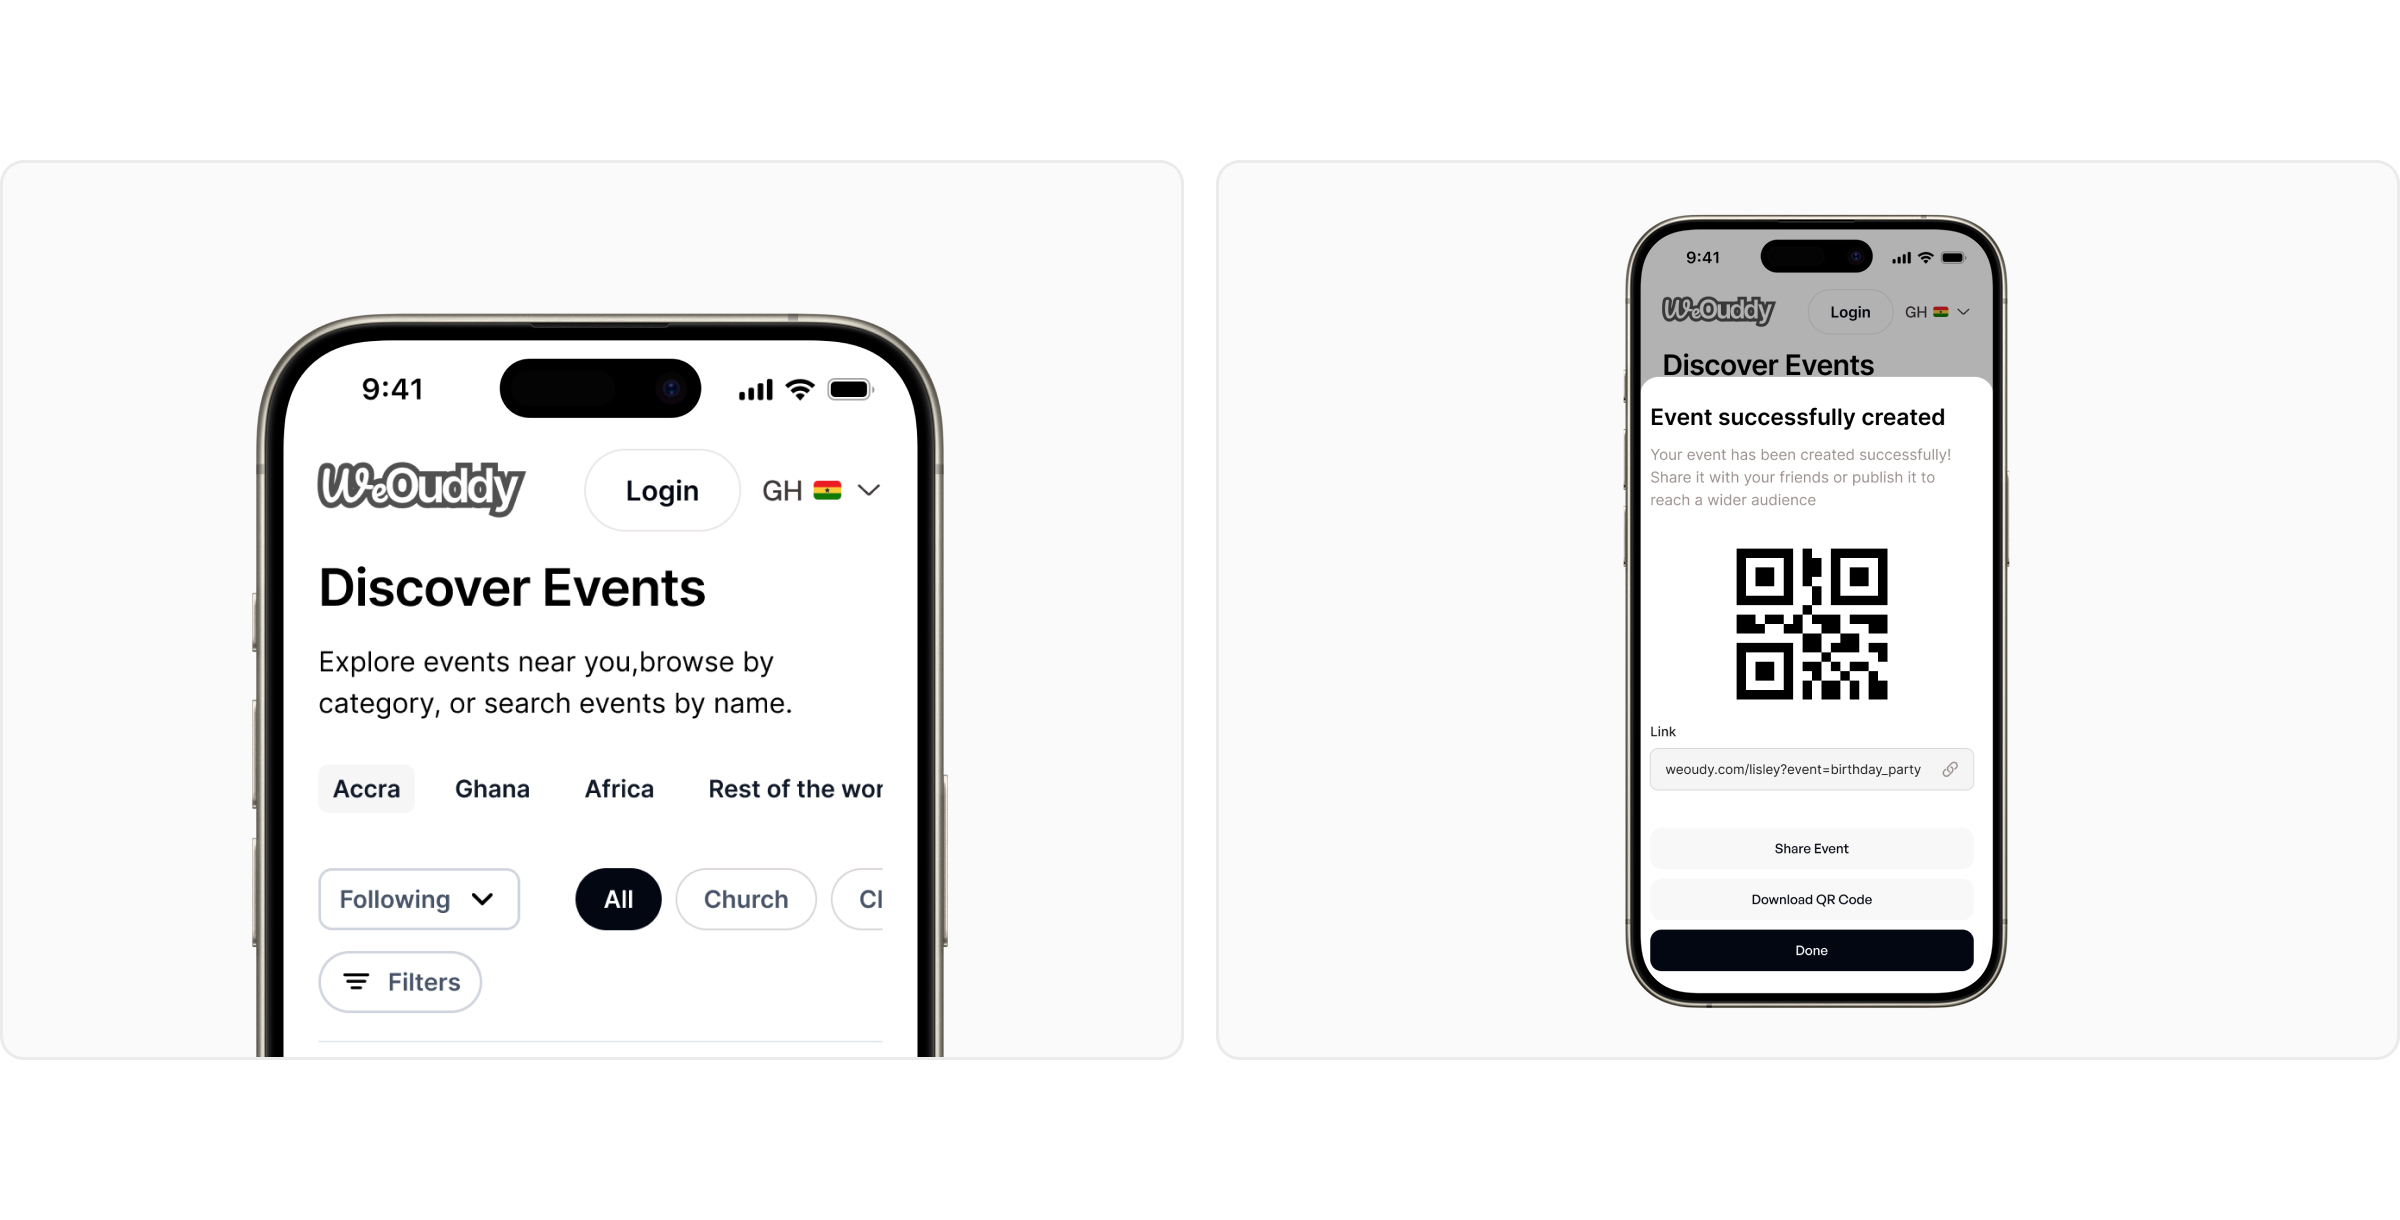 9:41
WeOuddy
Login
GH
Discover Events
Explore events near you,browse by
category, or search events by name.
Accra Ghana Africa Rest of the wor
Following All Church Cl
Filters
9:41
WeOuddy
Login
GH
Discover Events
Event successfully created
Your event has been created successfully!
Share it with your friends or publish it to
reach a wider audience
Link
weoudy.com/lisley?event=birthday_party
Share Event
Download QR Code
Done